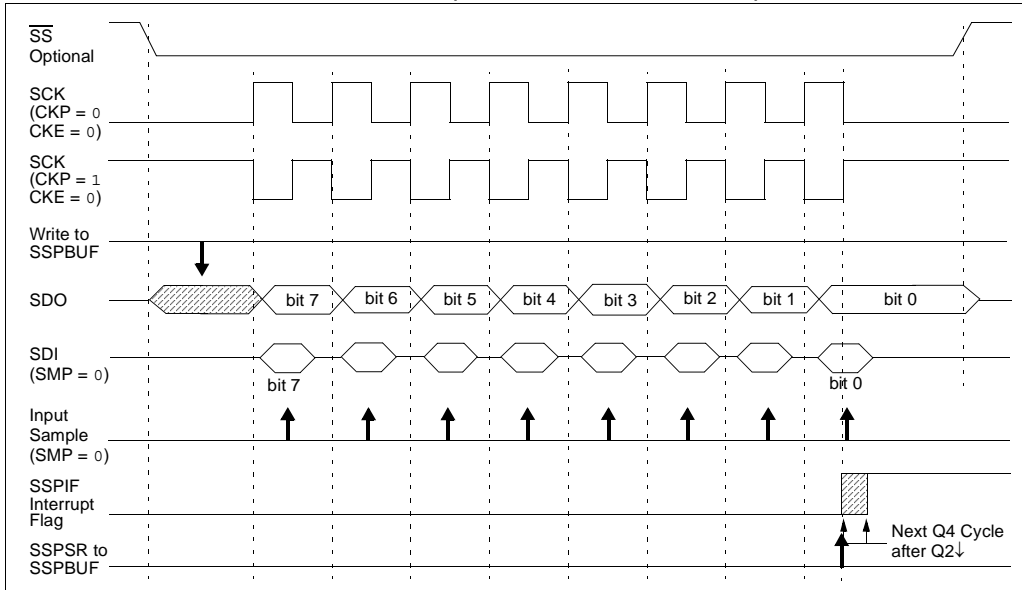 SS
Optional
SCK
(CKP = 0
CKE = 0)
SCK
(CKP = 1
CKE = 0)
Write to
SSPBUF
SDO
bit 7
bit 6
bit 5
bit 4
bit 3
bit 2
bit 1
bit 0
SDI
(SMP = 0)
bit 7
bit 0
Input
Sample
(SMP = 0)
SSPIF
Interrupt
Flag
Next Q4 Cycle
after Q2↓
SSPSR to
SSPBUF